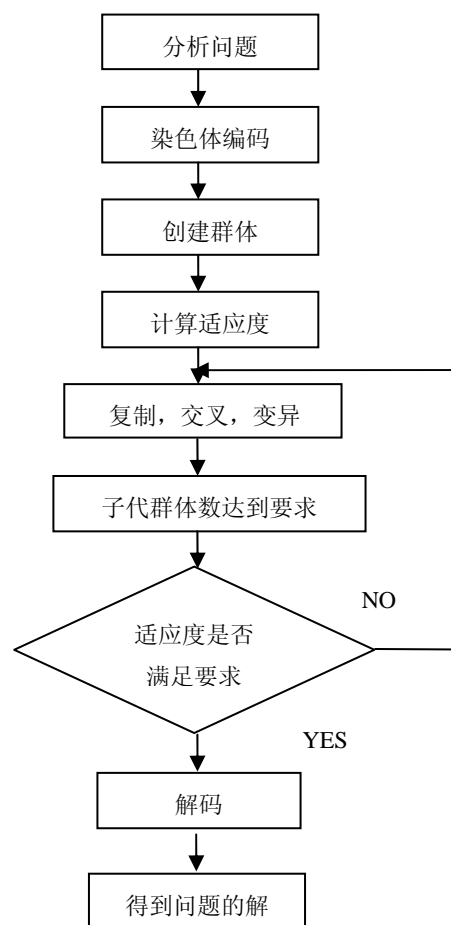 分析问题
染色体编码
创建群体
计算适应度
复制，交叉，变异
子代群体数达到要求
NO
适应度是否
满足要求
YES
解码
得到问题的解